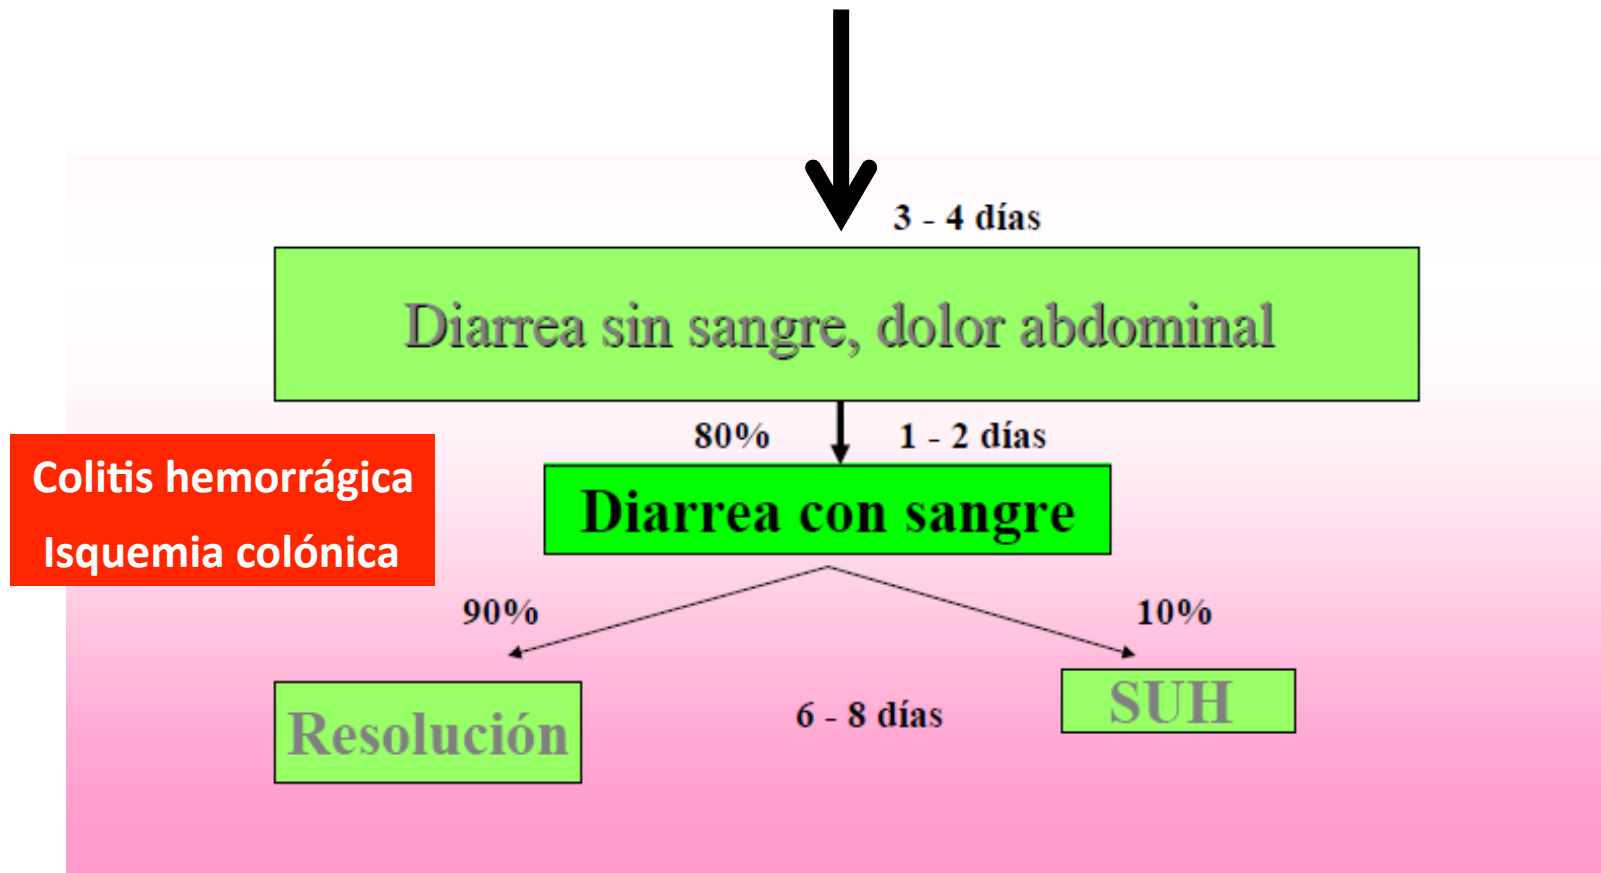 3 - 4 días
Diarrea sin sangre, dolor abdominal
80%
1 - 2 días
Colitis hemorrágica
Isquemia colónica
Diarrea con sangre
90%
10%
Resolución
6 - 8 días
SUH